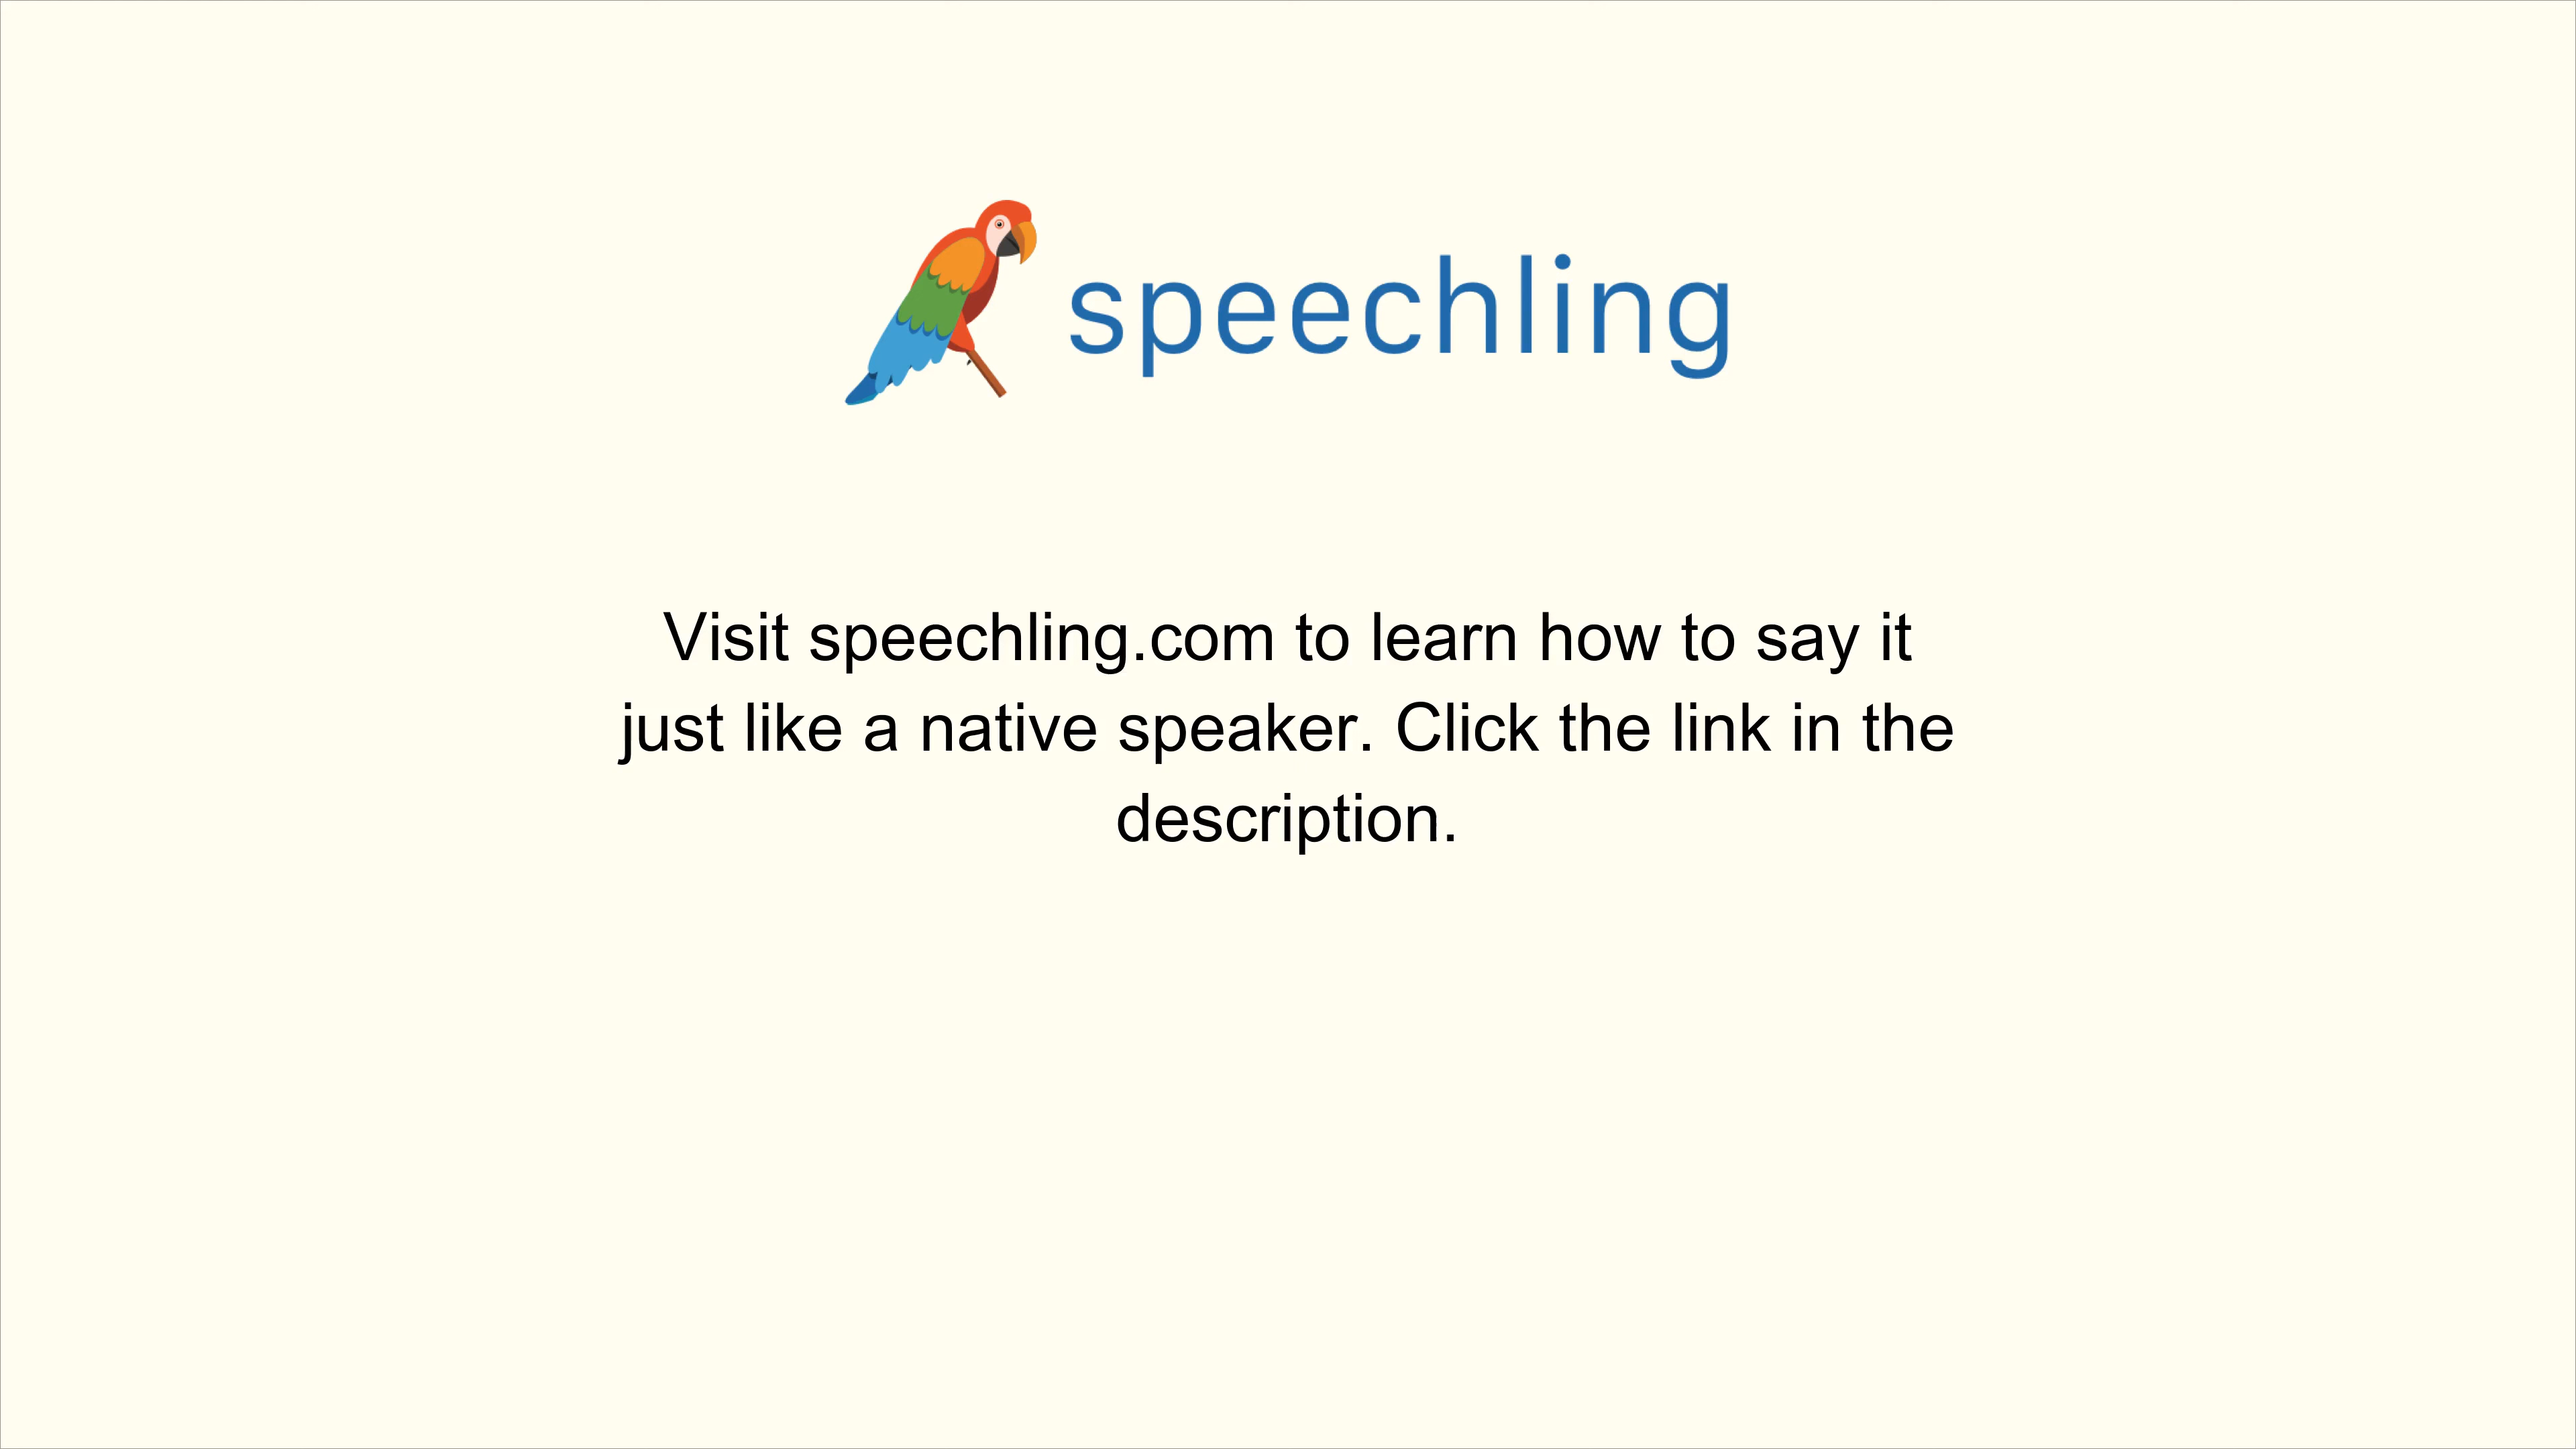 speechling
Visit speechling.com to learn how to say it
just like a native speaker. Click the link in the
description.